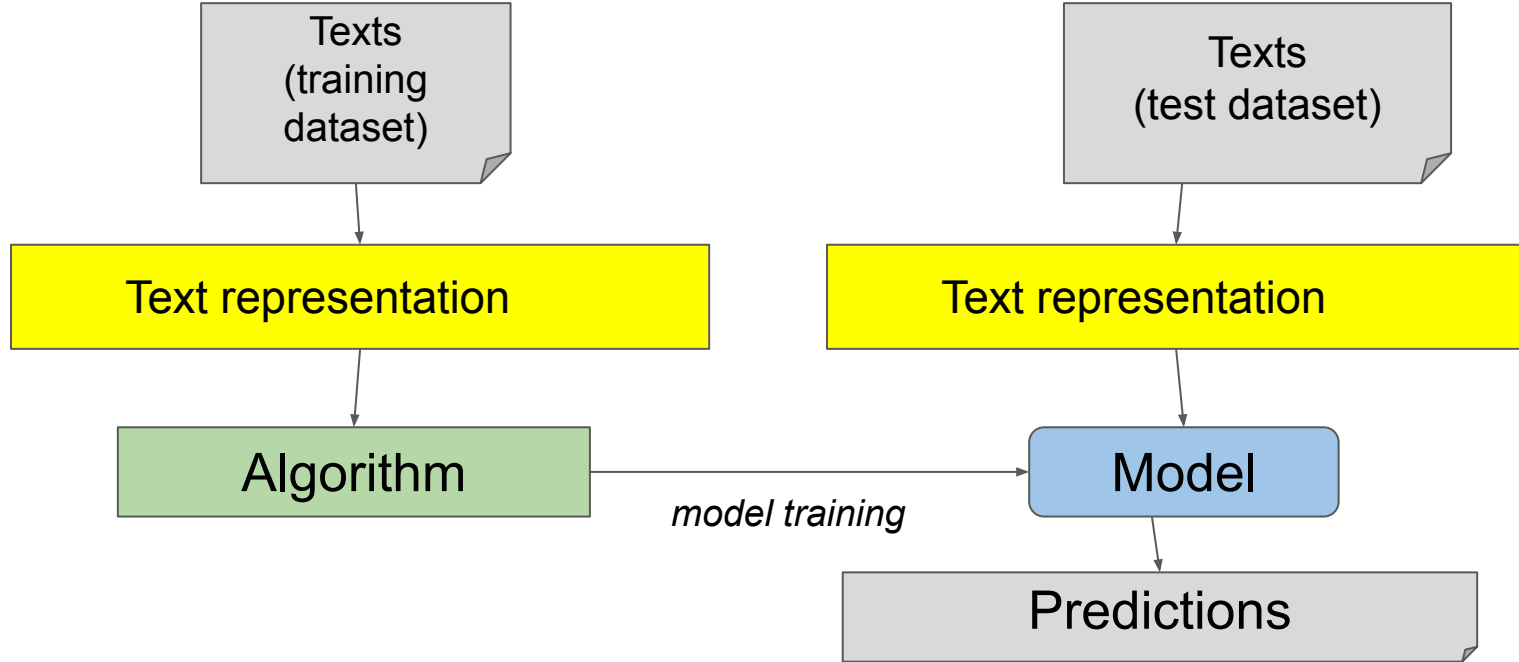 Texts
(training
dataset)
Texts
(test dataset)
Text representation
Text representation
Algorithm
model training
Model
Predictions